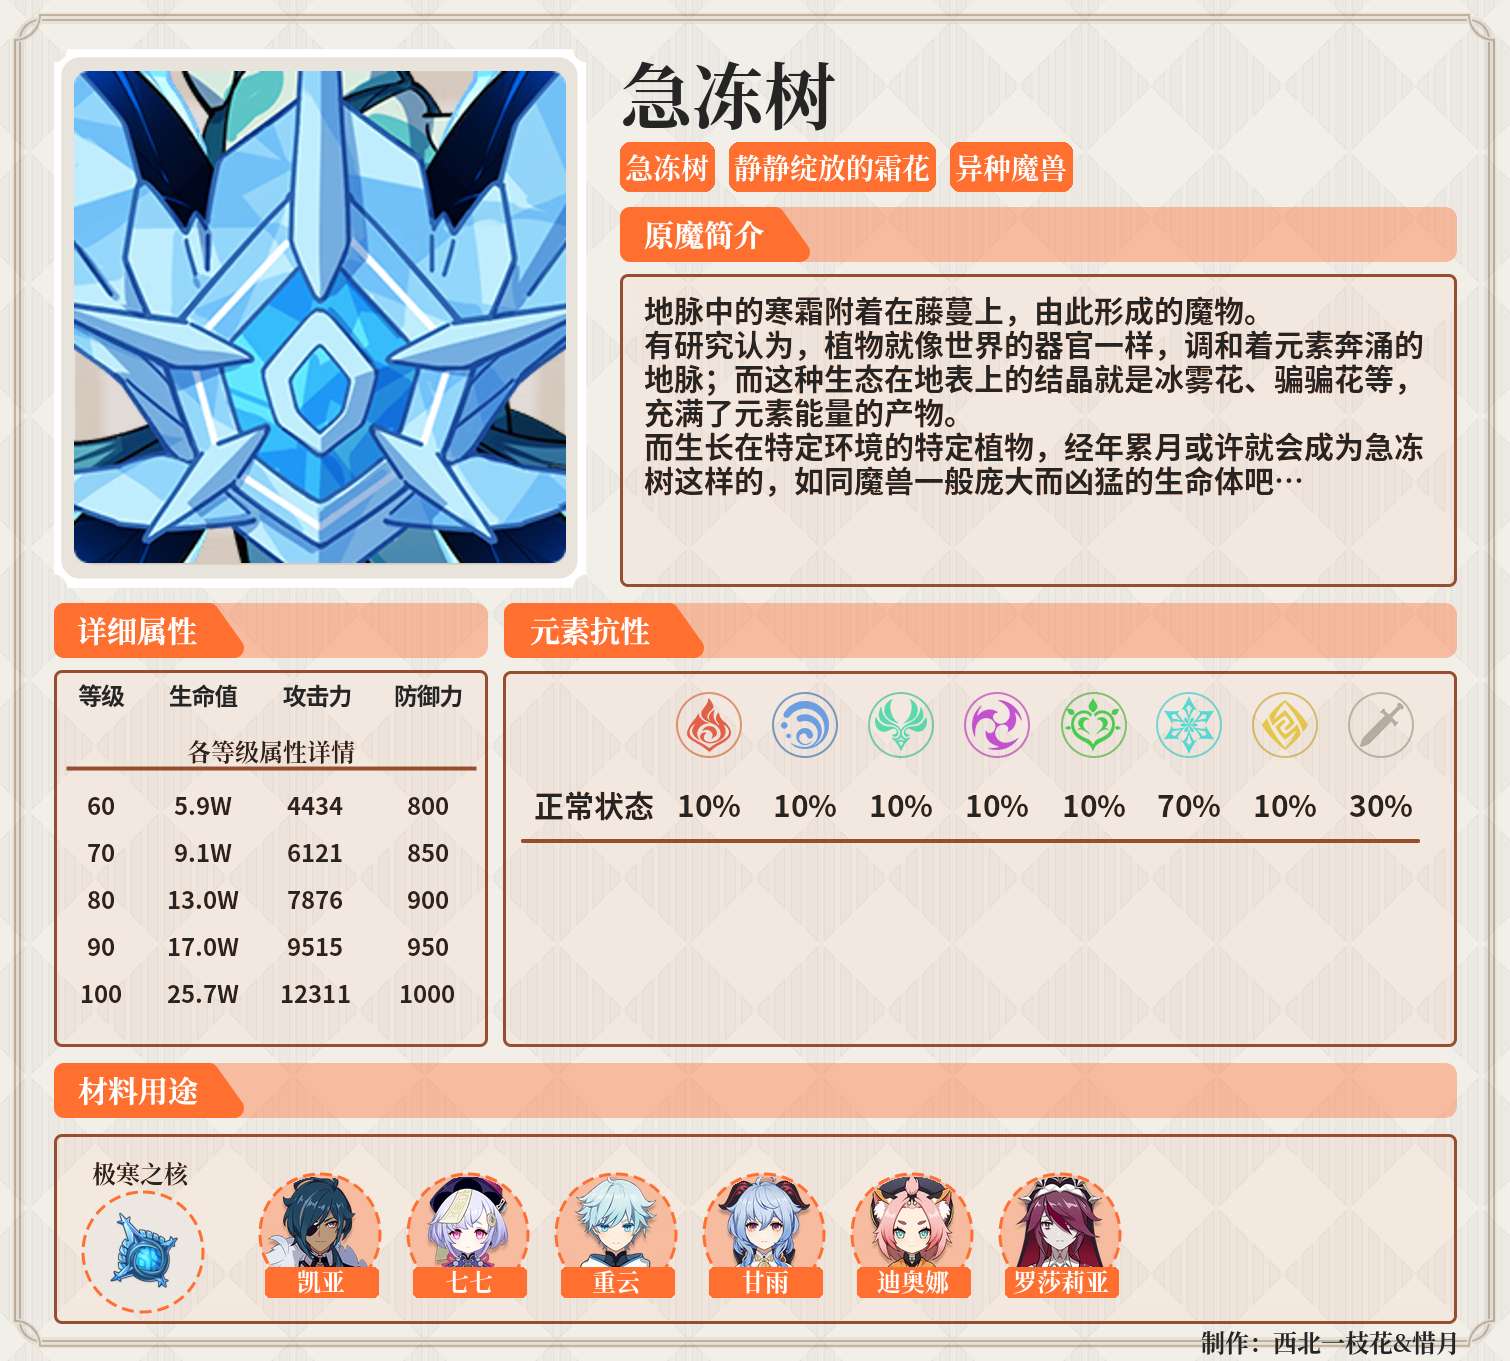 急冻树
急冻树 静静绽放的霜花 异种魔兽
原魔简介
地脉中的寒霜附着在藤蔓上，由此形成的魔物。
有研究认为，植物就像世界的器官一样，调和着元素奔涌的
地脉；而这种生态在地表上的结晶就是冰雾花、骗骗花等，
充满了元素能量的产物。
而生长在特定环境的特定植物，经年累月或许就会成为急冻
树这样的，如同魔兽一般庞大而凶猛的生命体吧…
详细属性
等级 生命值 攻击力 防御力
各等级属性详情
60 5.9W 4434 800
70 9.1W 6121 850
80 13.0W 7876 900
90 17.0W 9515 950
100 25.7W 12311 1000
元素抗性
正常状态 10% 10% 10% 10% 10% 70% 10% 30%
材料用途
极寒之核
凯亚 七七 重云 甘雨 迪奥娜 罗莎莉亚
制作：西北一枝花&惜月